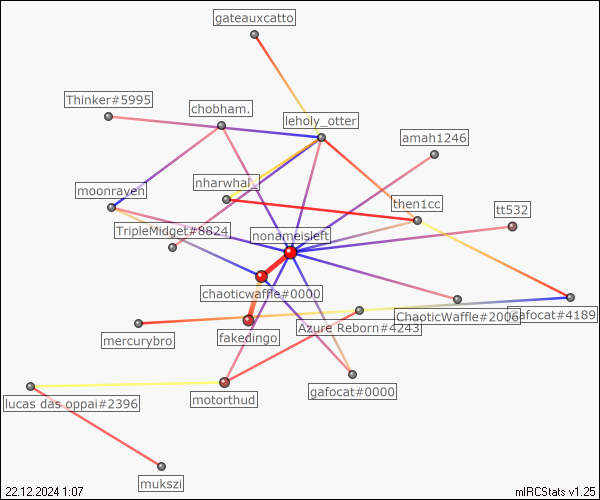 gateauxcatto
Thinker#5995
chobham.
leholy_otter
amah1246
nharwhal_
moonraven
then1cc
tt532
TripleMidget#8824
nonameisleft
chaoticwaffle#0000
ChaoticWaffle#2006
Gafocat#4189
Azure Reborn#4243
mercurybro
fakedingo
gafocat#0000
motorthud
lucas das oppai#2396
mukszi
22.12.2024 1:07
mIRCStats v1.25